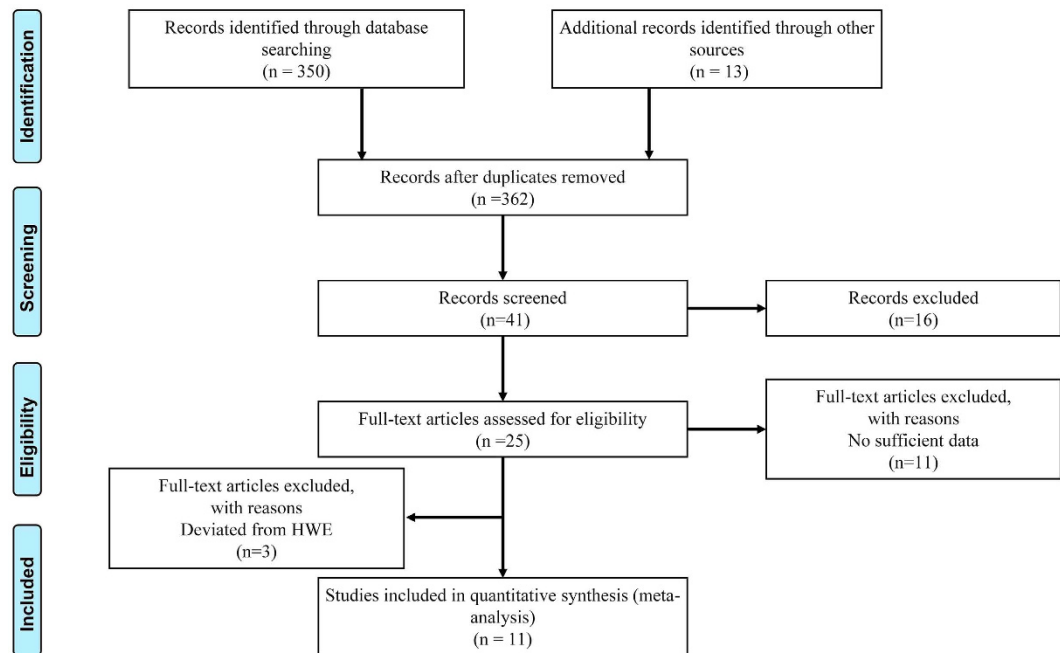 Identification
Records identified through database
searching
(n = 350)
Additional records identified through other
sources
(n = 13)
Records after duplicates removed
(n =362)
Screening
Records screened
(n=41)
Records excluded
(n=16)
Eligibility
Full-text articles assessed for eligibility
(n =25)
Full-text articles excluded,
with reasons
No sufficient data
(n=11)
Full-text articles excluded,
with reasons
Deviated from HWE
(n=3)
Included
Studies included in quantitative synthesis (meta-
analysis)
(n = 11)